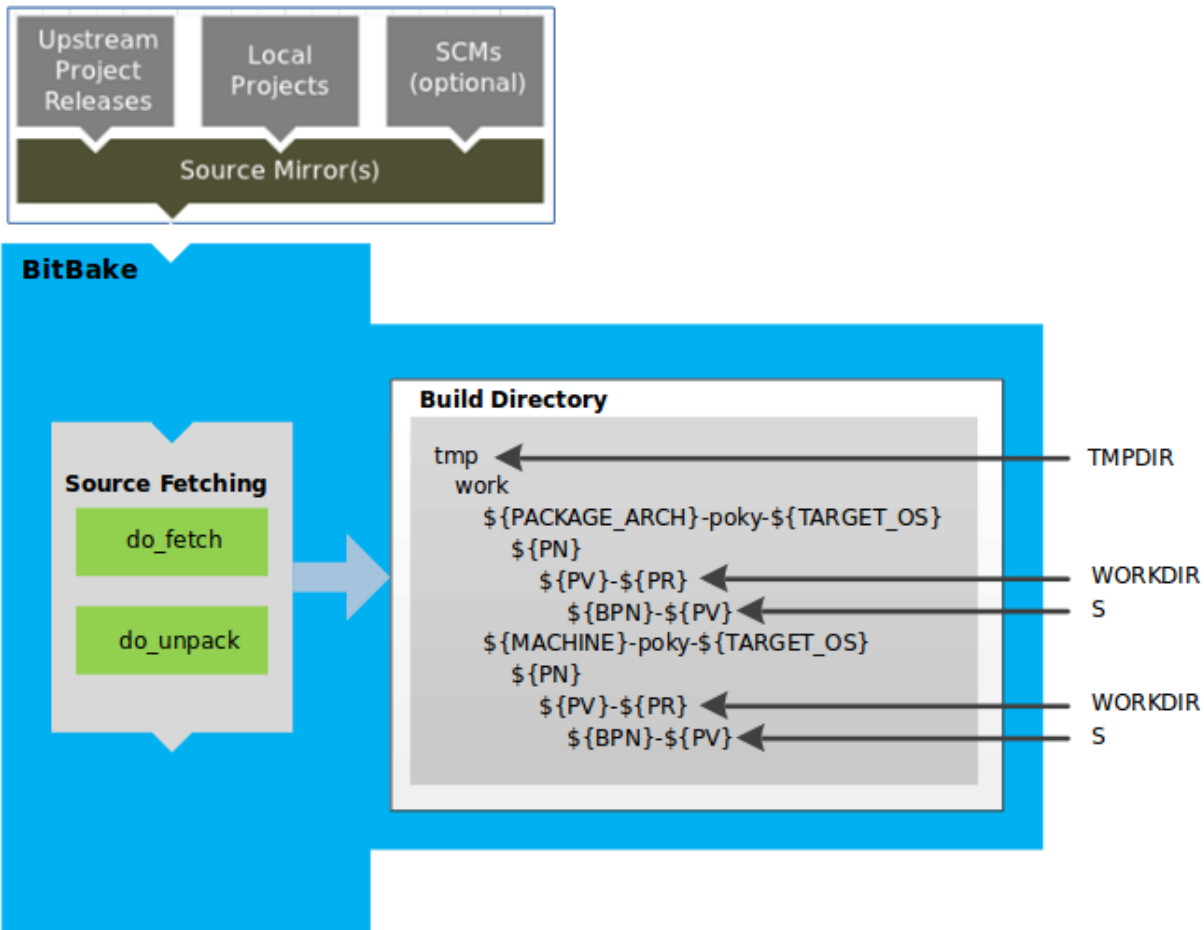 Upstream
Project
Releases
Local
Projects
SCMs
(optional)
Source Mirror(s)
BitBake
Source Fetching
do_fetch
do_unpack
Build Directory
tmp
work
${PACKAGE_ARCH}-poky-${TARGET_OS}
${PN}
${PV}-${PR}
${BPN}-${PV}
${MACHINE}-poky-${TARGET_OS}
${PN}
${PV}-${PR}
${BPN}-${PV}
TMPDIR
WORKDIR
S
WORKDIR
S